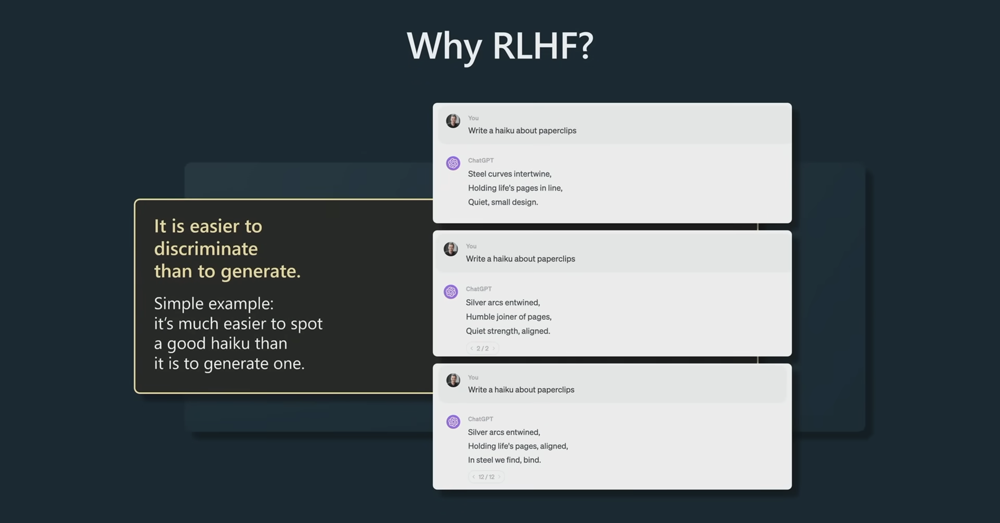 Why RLHF?
It is easier to
discriminate
than to generate.
Simple example:
it’s much easier to spot
a good haiku than
it is to generate one.
You
Write a haiku about paperclips
ChatGPT
Steel curves intertwine,
Holding life's pages in line,
Quiet, small design.
You
Write a haiku about paperclips
ChatGPT
Silver arcs entwined,
Humble joiner of pages,
Quiet strength, aligned.
< 2 / 2 >
You
Write a haiku about paperclips
ChatGPT
Silver arcs entwined,
Holding life's pages, aligned,
In steel we find, bind.
< 12 / 12 >